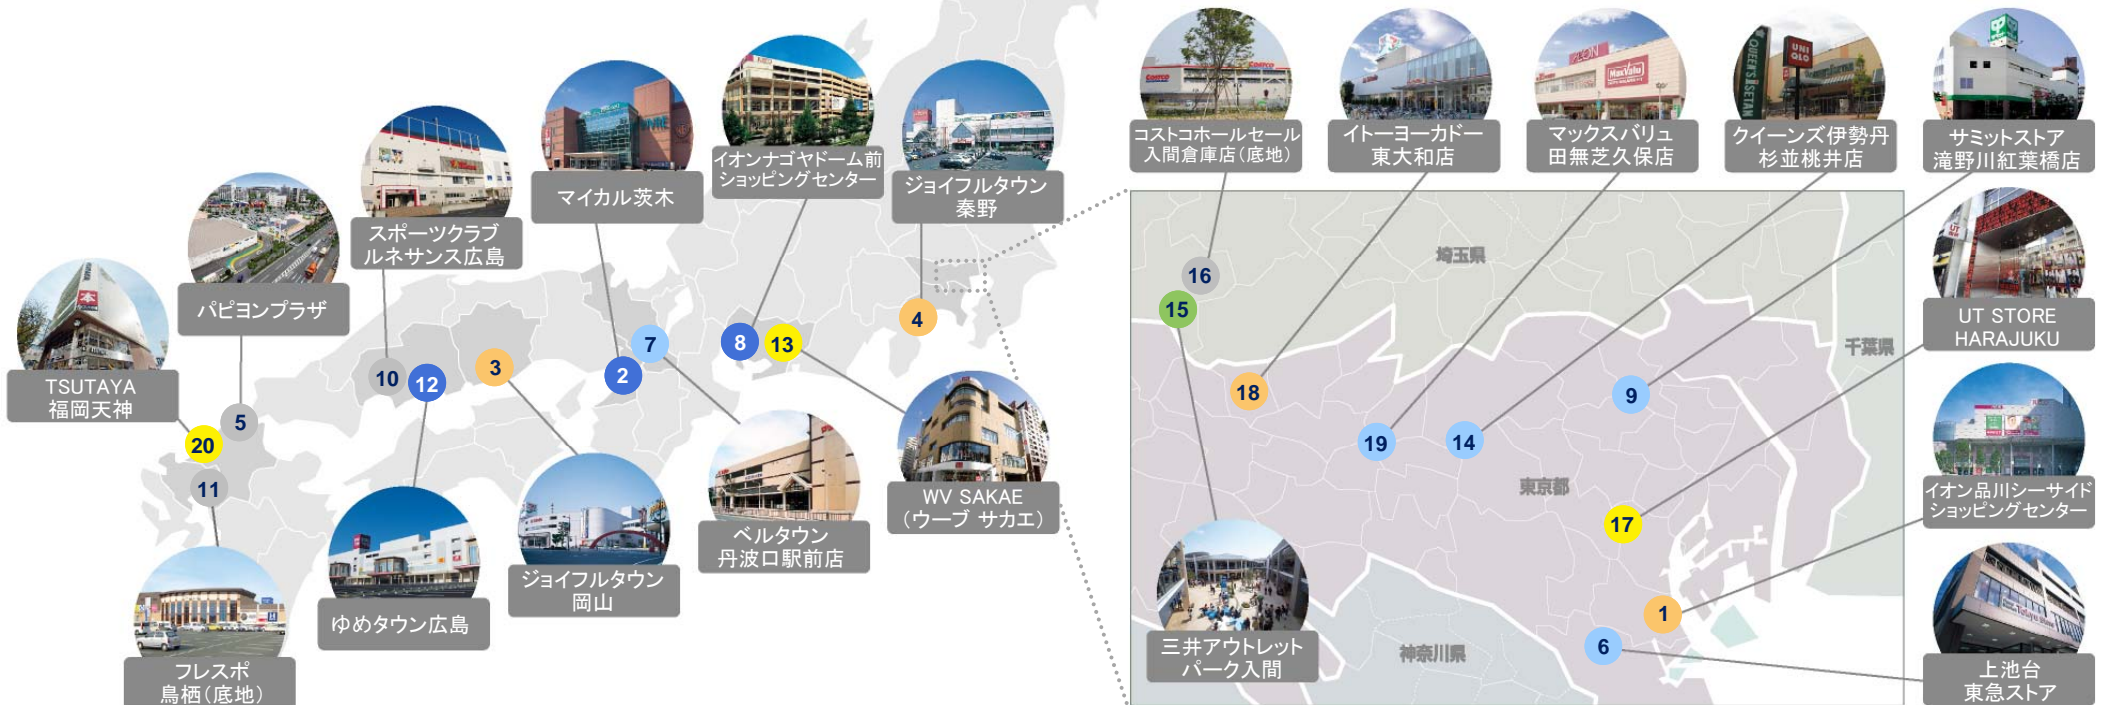 TSUTAYA
福岡天神
パピヨンプラザ
スポーツクラブ
ルネサンス広島
マイカル茨木
イオンナゴヤドーム前
ショッピングセンター
ジョイフルタウン
秦野
フレスポ
鳥栖(底地)
ゆめタウン広島
ジョイフルタウン
岡山
ベルタウン
丹波口駅前店
WV SAKAE
(ウーブ サカエ)
20
5
11
10
12
3
2
7
8
13
4
コストコホールセール
入間倉庫店(底地)
イトーヨーカドー
東大和店
マックスバリュ
田無芝久保店
クイーンズ伊勢丹
杉並桃井店
サミットストア
滝野川紅葉橋店
UT STORE
HARAJUKU
イオン品川シーサイド
ショッピングセンター
上池台
東急ストア
三井アウトレット
パーク入間
埼玉県
千葉県
東京都
神奈川県
16
15
18
19
14
9
17
1
6
本
Costco
Costco
AEON
MaxValu
QUEEN'S ISETAN
UNI
QLO
UT
VIVRE